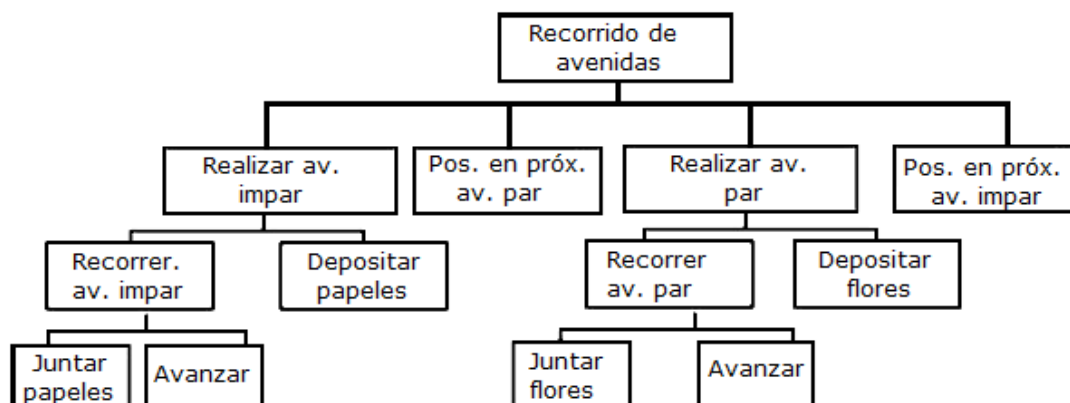 Recorrido de
avenidas
Realizar av.
impar
Pos. en próx.
av. par
Realizar av.
par
Pos. en próx.
av. impar
Recorrer.
av. impar
Depositar
papeles
Recorrer
av. par
Depositar
flores
Juntar
papeles
Avanzar
Juntar
flores
Avanzar